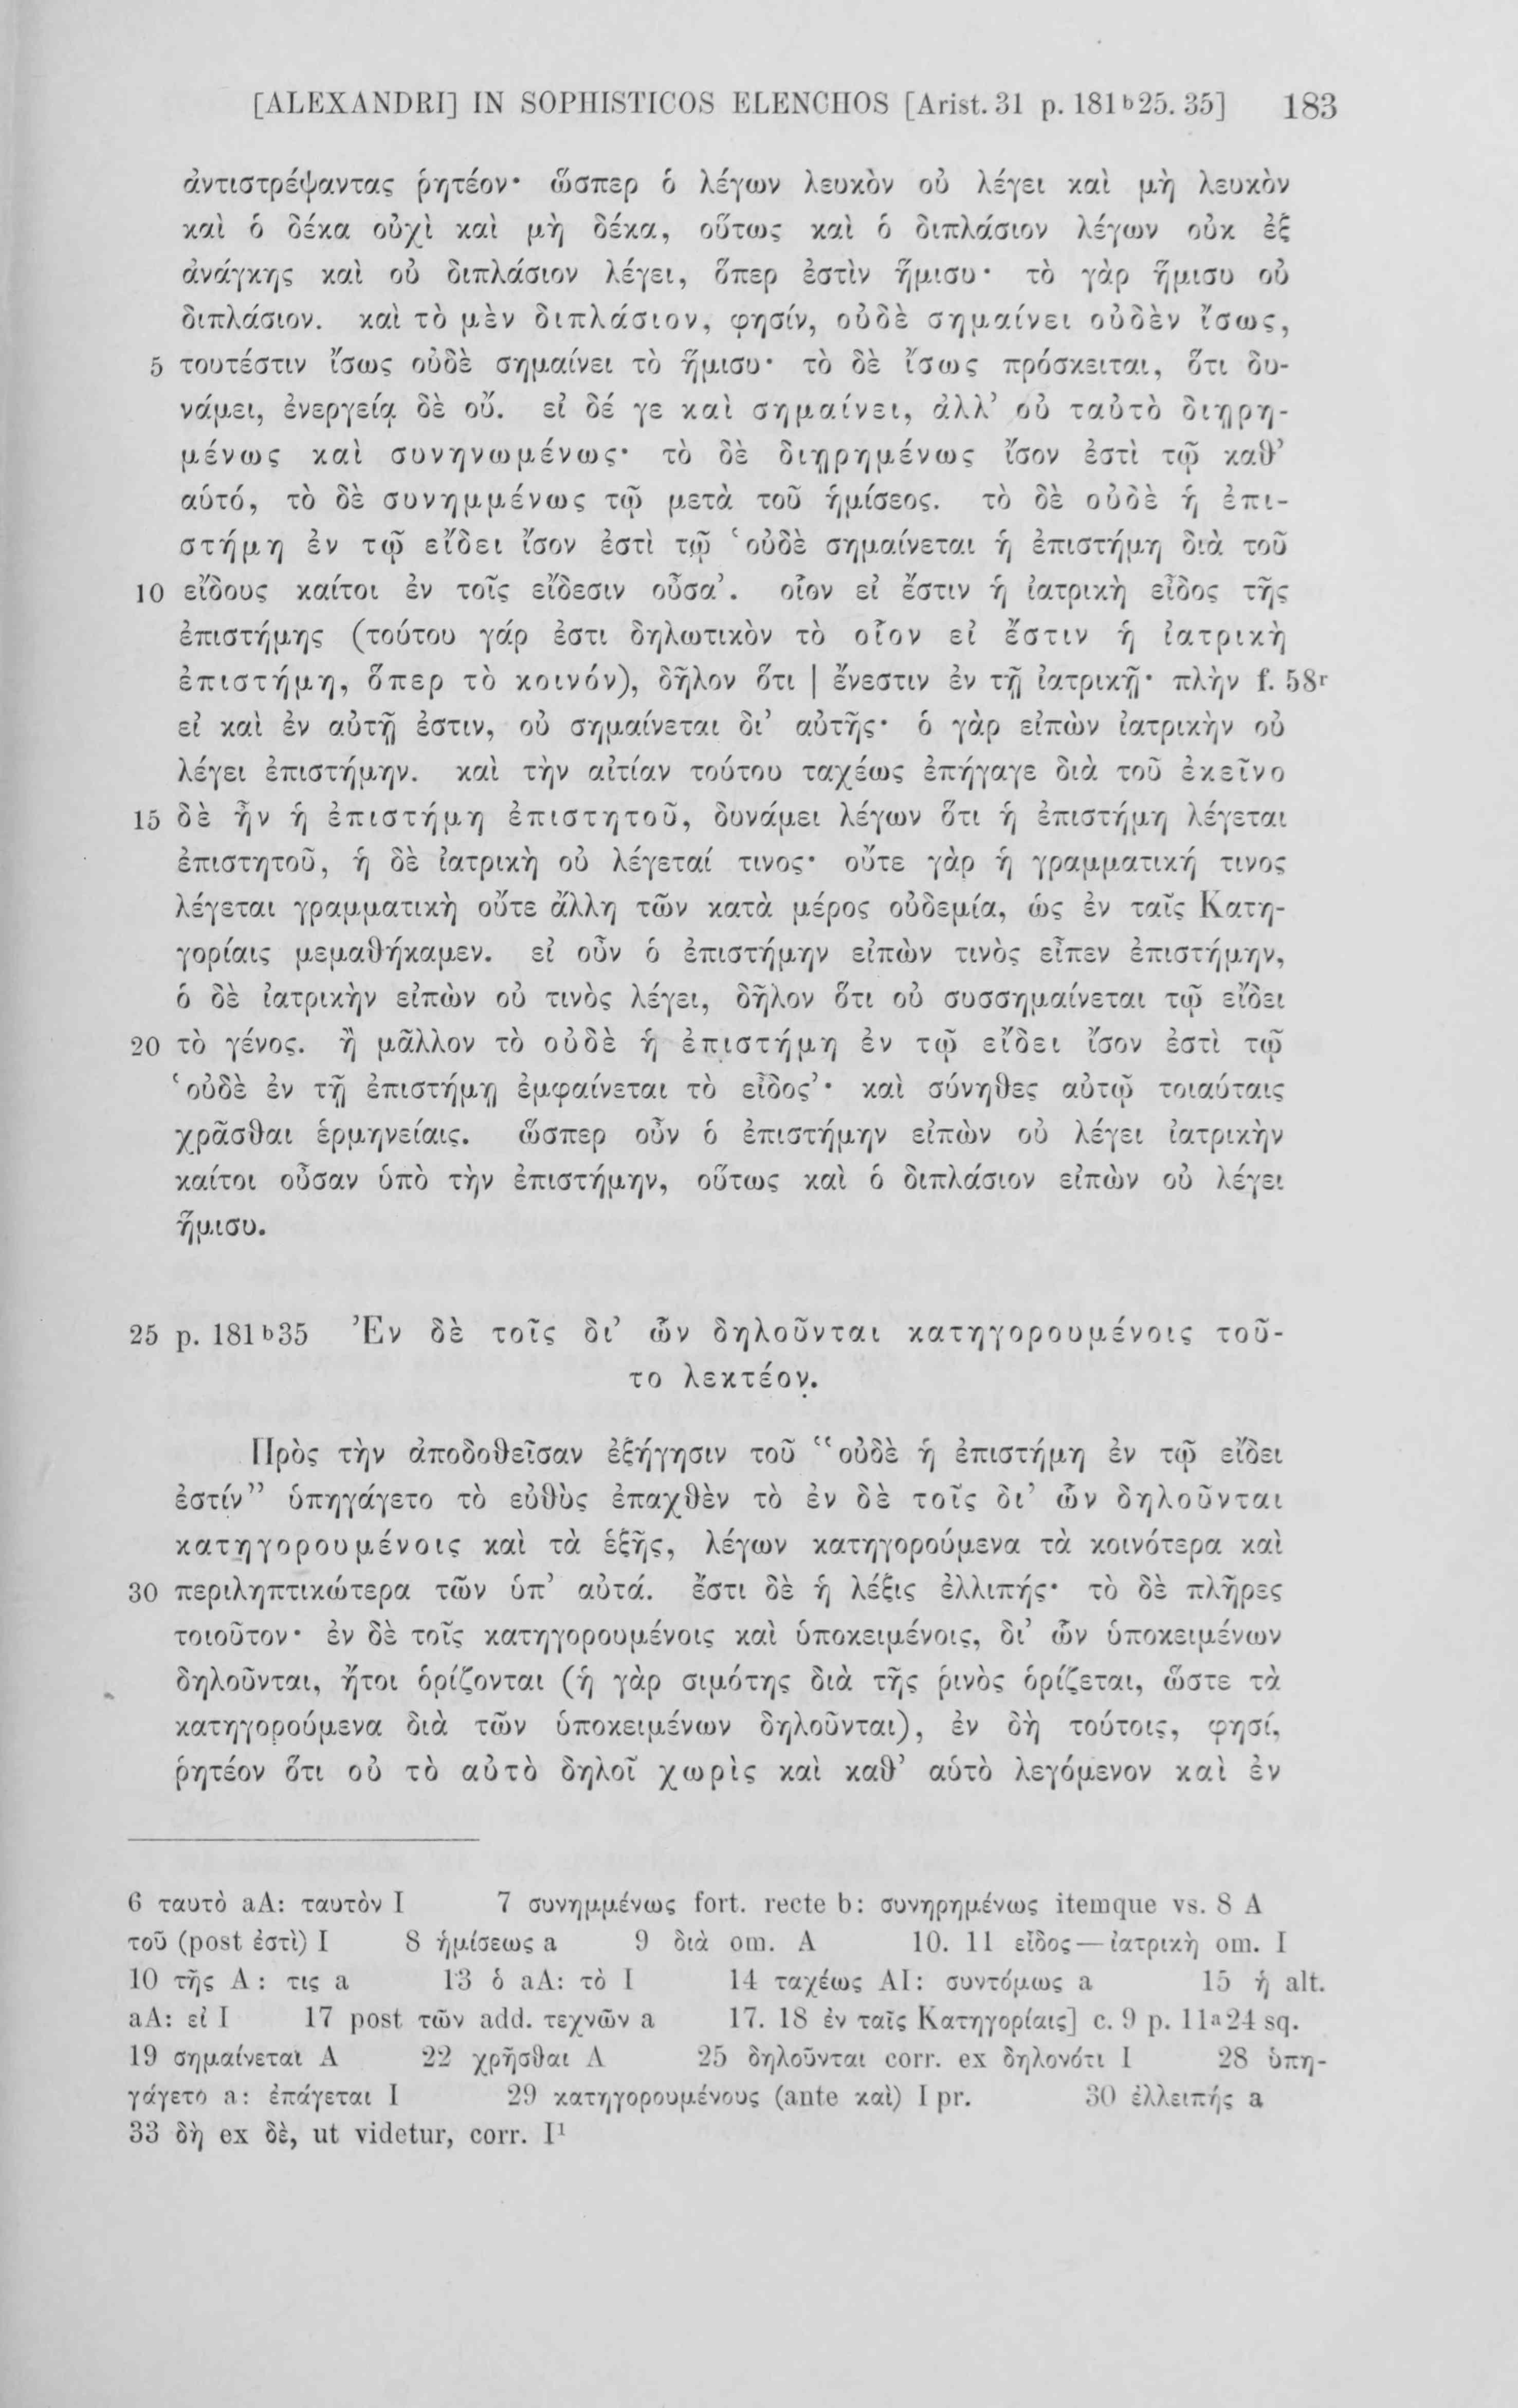 [ALEXANDRI] IN SOPHISTICOS ELENCHOS [Arist. 31 p. 181ᵇ25. 35] 183
ἀντιστρέψαντας ῥητέον· ὥσπερ ὁ λέγων λευκὸν οὐ λέγει καὶ μὴ λευκὸν
καὶ ὁ δέκα οὐχὶ καὶ μὴ δέκα, οὕτως καὶ ὁ διπλάσιον λέγων οὐκ ἐξ
ἀνάγκης καὶ οὐ διπλάσιον λέγει, ὅπερ ἐστὶν ἥμισυ· τὸ γὰρ ἥμισυ οὐ
διπλάσιον. καὶ τὸ μὲν διπλάσιον, φησίν, οὐδὲ σημαίνει οὐδὲν ἴσως,
5 τουτέστιν ἴσως οὐδὲ σημαίνει τὸ ἥμισυ· τὸ δὲ ἴσως πρόσκειται, ὅτι δυ-
νάμει, ἐνεργείᾳ δὲ οὔ. εἰ δέ γε καὶ σημαίνει, ἀλλ’ οὐ ταὐτὸ διῃρη-
μένως καὶ συνηνωμένως· τὸ δὲ διῃρημένως ἴσον ἐστὶ τῷ καθ’
αὑτό, τὸ δὲ συνημμένως τῷ μετὰ τοῦ ἡμίσεος. τὸ δὲ οὐδὲ ἡ ἐπι-
στήμη ἐν τῷ εἴδει ἴσον ἐστὶ τῷ ‘οὐδὲ σημαίνεται ἡ ἐπιστήμη διὰ τοῦ
10 εἴδους καίτοι ἐν τοῖς εἴδεσιν οὖσα’. οἷον εἰ ἔστιν ἡ ἰατρικὴ εἶδος τῆς
ἐπιστήμης (τούτου γάρ ἐστι δηλωτικὸν τὸ οἷον εἰ ἔστιν ἡ ἰατρικὴ
ἐπιστήμη, ὅπερ τὸ κοινόν), δῆλον ὅτι | ἔνεστιν ἐν τῇ ἰατρικῇ· πλὴν f. 58ʳ
εἰ καὶ ἐν αὐτῇ ἐστιν, οὐ σημαίνεται δι’ αὐτῆς· ὁ γὰρ εἰπὼν ἰατρικὴν οὐ
λέγει ἐπιστήμην. καὶ τὴν αἰτίαν τούτου ταχέως ἐπήγαγε διὰ τοῦ ἐκεῖνο
15 δὲ ἦν ἡ ἐπιστήμη ἐπιστητοῦ, δυνάμει λέγων ὅτι ἡ ἐπιστήμη λέγεται
ἐπιστητοῦ, ἡ δὲ ἰατρικὴ οὐ λέγεταί τινος· οὔτε γὰρ ἡ γραμματική τινος
λέγεται γραμματικὴ οὔτε ἄλλη τῶν κατὰ μέρος οὐδεμία, ὡς ἐν ταῖς Κατη-
γορίαις μεμαθήκαμεν. εἰ οὖν ὁ ἐπιστήμην εἰπὼν τινὸς εἶπεν ἐπιστήμην,
ὁ δὲ ἰατρικὴν εἰπὼν οὐ τινὸς λέγει, δῆλον ὅτι οὐ συσσημαίνεται τῷ εἴδει
20 τὸ γένος. ἢ μᾶλλον τὸ οὐδὲ ἡ ἐπιστήμη ἐν τῷ εἴδει ἴσον ἐστὶ τῷ
‘οὐδὲ ἐν τῇ ἐπιστήμῃ ἐμφαίνεται τὸ εἶδος’· καὶ σύνηθες αὐτῷ τοιαύταις
χρᾶσθαι ἑρμηνείαις. ὥσπερ οὖν ὁ ἐπιστήμην εἰπὼν οὐ λέγει ἰατρικὴν
καίτοι οὖσαν ὑπὸ τὴν ἐπιστήμην, οὕτως καὶ ὁ διπλάσιον εἰπὼν οὐ λέγει
ἥμισυ.
25 p. 181ᵇ35 Ἐν δὲ τοῖς δι’ ὧν δηλοῦνται κατηγορουμένοις τοῦ-
το λεκτέον.
Πρὸς τὴν ἀποδοθεῖσαν ἐξήγησιν τοῦ “οὐδὲ ἡ ἐπιστήμη ἐν τῷ εἴδει
ἐστίν” ὑπηγάγετο τὸ εὐθὺς ἐπαχθὲν τὸ ἐν δὲ τοῖς δι’ ὧν δηλοῦνται
κατηγορουμένοις καὶ τὰ ἑξῆς, λέγων κατηγορούμενα τὰ κοινότερα καὶ
30 περιληπτικώτερα τῶν ὑπ’ αὐτά. ἔστι δὲ ἡ λέξις ἐλλιπής· τὸ δὲ πλῆρες
τοιοῦτον· ἐν δὲ τοῖς κατηγορουμένοις καὶ ὑποκειμένοις, δι’ ὧν ὑποκειμένων
δηλοῦνται, ἤτοι ὁρίζονται (ἡ γὰρ σιμότης διὰ τῆς ῥινὸς ὁρίζεται, ὥστε τὰ
κατηγορούμενα διὰ τῶν ὑποκειμένων δηλοῦνται), ἐν δὴ τούτοις, φησί,
ῥητέον ὅτι οὐ τὸ αὐτὸ δηλοῖ χωρὶς καὶ καθ’ αὑτὸ λεγόμενον καὶ ἐν
6 ταυτὸ aA: ταυτὸν I 7 συνημμένως fort. recte b: συνηρημένως itemque vs. 8 A
τοῦ (post ἐστὶ) I 8 ἡμίσεως a 9 διὰ om. A 10. 11 εἶδος — ἰατρικὴ om. I
10 τῆς A: τις a 13 ὁ aA: τὸ I 14 ταχέως AI: συντόμως a 15 ἡ alt.
aA: εἰ I 17 post τῶν add. τεχνῶν a 17. 18 ἐν ταῖς Κατηγορίαις] c. 9 p. 11ᵃ24 sq.
19 σημαίνεται A 22 χρῆσθαι A 25 δηλοῦνται corr. ex δηλονότι I 28 ὑπη-
γάγετο a: ἐπάγεται I 29 κατηγορουμένους (ante καὶ) I pr. 30 ἐλλειπής a
33 δὴ ex δὲ, ut videtur, corr. I¹